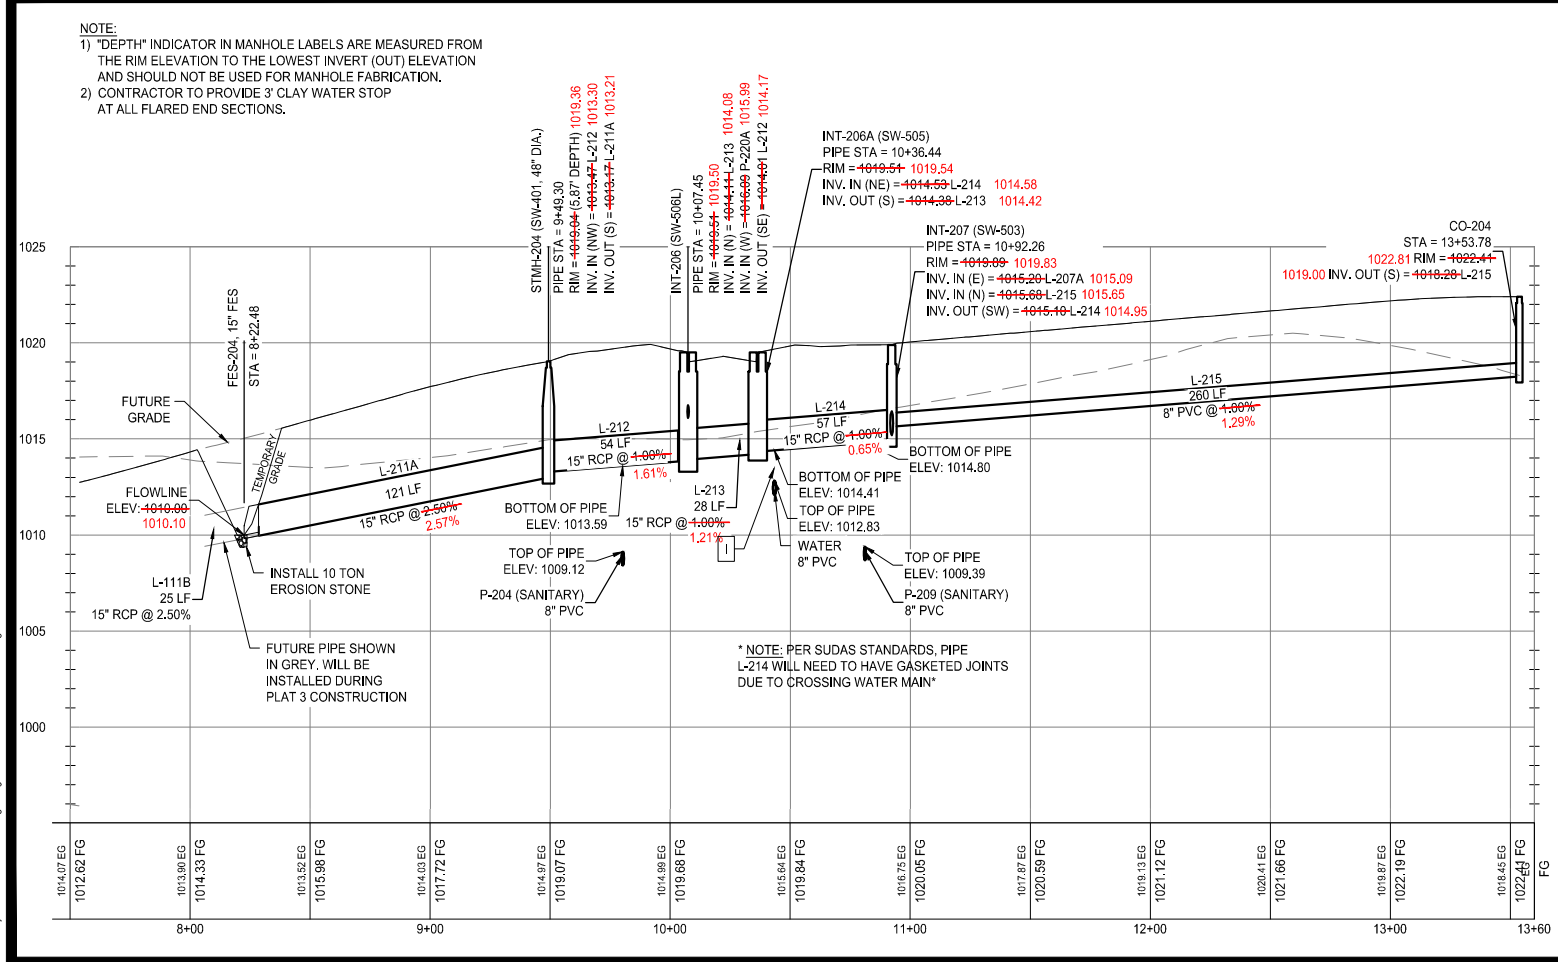 NOTE:
1) "DEPTH" INDICATOR IN MANHOLE LABELS ARE MEASURED FROM
THE RIM ELEVATION TO THE LOWEST INVERT (OUT) ELEVATION
AND SHOULD NOT BE USED FOR MANHOLE FABRICATION.
2) CONTRACTOR TO PROVIDE 3' CLAY WATER STOP
AT ALL FLARED END SECTIONS.
STMH-204 (SW-401, 48" DIA.)
PIPE STA = 9+49.30
RIM = 1019.04 (5.87' DEPTH) 1019.36
INV. IN (NW) = 1013.47 L-212 1013.30
INV. OUT (S) = 1013.17 L-211A 1013.21
INT-206 (SW-506L)
PIPE STA = 10+07.45
RIM = 1019.51 1019.50
INV. IN (N) = 1014.11 L-213 1014.08
INV. IN (W) = 1016.09 P-220A 1015.99
INV. OUT (SE) = 1014.01 L-212 1014.17
INT-206A (SW-505)
PIPE STA = 10+36.44
RIM = 1019.51 1019.54
INV. IN (NE) = 1014.53 L-214 1014.58
INV. OUT (S) = 1014.38 L-213 1014.42
INT-207 (SW-503)
PIPE STA = 10+92.26
RIM = 1019.89 1019.83
INV. IN (E) = 1015.20 L-207A 1015.09
INV. IN (N) = 1015.68 L-215 1015.65
INV. OUT (SW) = 1015.10 L-214 1014.95
CO-204
STA = 13+53.78
1022.81 RIM = 1022.41
1019.00 INV. OUT (S) = 1018.28 L-215
1025
1020
1015
1010
1005
1000
FES-204, 15" FES
STA = 8+22.48
FUTURE
GRADE
TEMPORARY
GRADE
FLOWLINE
ELEV: 1010.00
1010.10
L-111B
25 LF
15" RCP @ 2.50%
INSTALL 10 TON
EROSION STONE
FUTURE PIPE SHOWN
IN GREY. WILL BE
INSTALLED DURING
PLAT 3 CONSTRUCTION
L-211A
121 LF
15" RCP @ 2.50%
2.57%
L-212
54 LF
15" RCP @ 1.00%
1.61%
BOTTOM OF PIPE
ELEV: 1013.59
TOP OF PIPE
ELEV: 1009.12
P-204 (SANITARY)
8" PVC
L-213
28 LF
15" RCP @ 1.00%
1.21%
I
L-214
57 LF
15" RCP @ 1.00%
0.65%
BOTTOM OF PIPE
ELEV: 1014.80
BOTTOM OF PIPE
ELEV: 1014.41
TOP OF PIPE
ELEV: 1012.83
WATER
8" PVC
TOP OF PIPE
ELEV: 1009.39
P-209 (SANITARY)
8" PVC
L-215
260 LF
8" PVC @ 1.00%
1.29%
* NOTE: PER SUDAS STANDARDS, PIPE
L-214 WILL NEED TO HAVE GASKETED JOINTS
DUE TO CROSSING WATER MAIN*
1014.07 EG
1012.62 FG
1013.90 EG
1014.33 FG
1013.52 EG
1015.98 FG
1014.03 EG
1017.72 FG
1014.97 EG
1019.07 FG
1014.99 EG
1019.68 FG
1015.64 EG
1019.84 FG
1016.75 EG
1020.05 FG
1017.87 EG
1020.59 FG
1019.13 EG
1021.12 FG
1020.41 EG
1021.66 FG
1019.87 EG
1022.19 FG
1018.45 EG
1022.41 FG
EG
FG
8+00
9+00
10+00
11+00
12+00
13+00
13+60